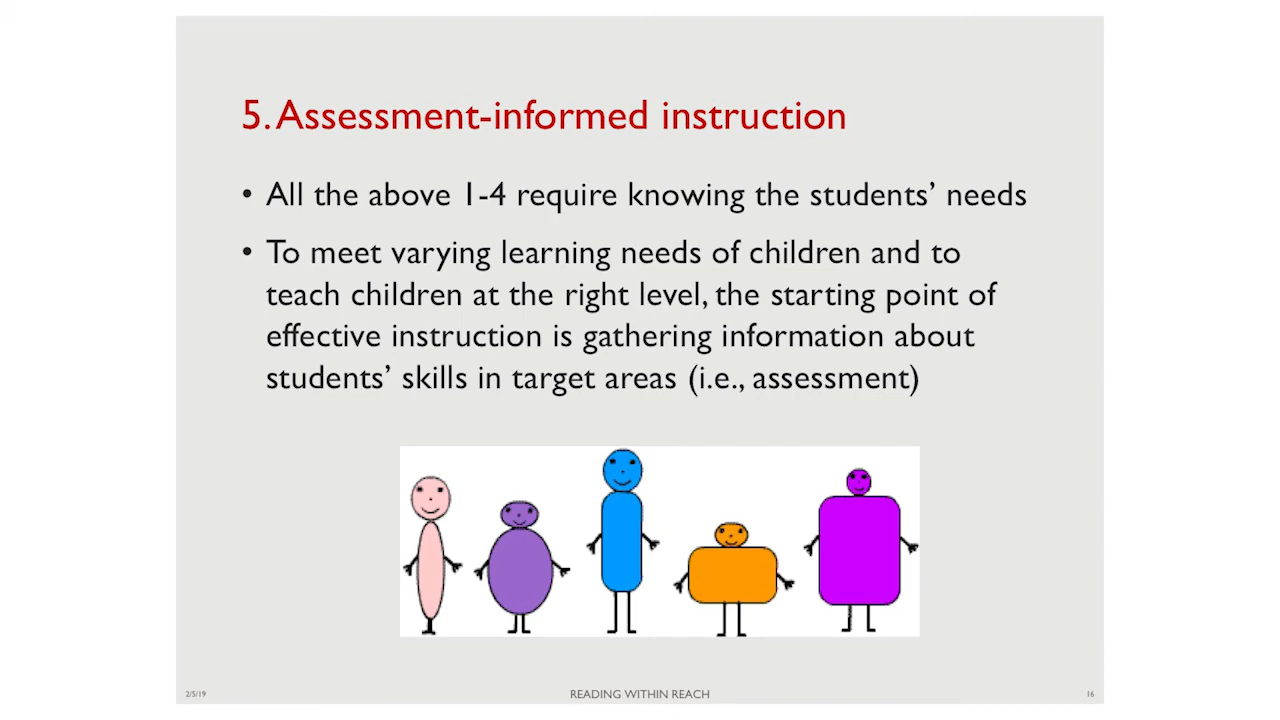 5. Assessment-informed instruction
• All the above 1-4 require knowing the students’ needs
• To meet varying learning needs of children and to
teach children at the right level, the starting point of
effective instruction is gathering information about
students’ skills in target areas (i.e., assessment)
2/5/19
READING WITHIN REACH
16